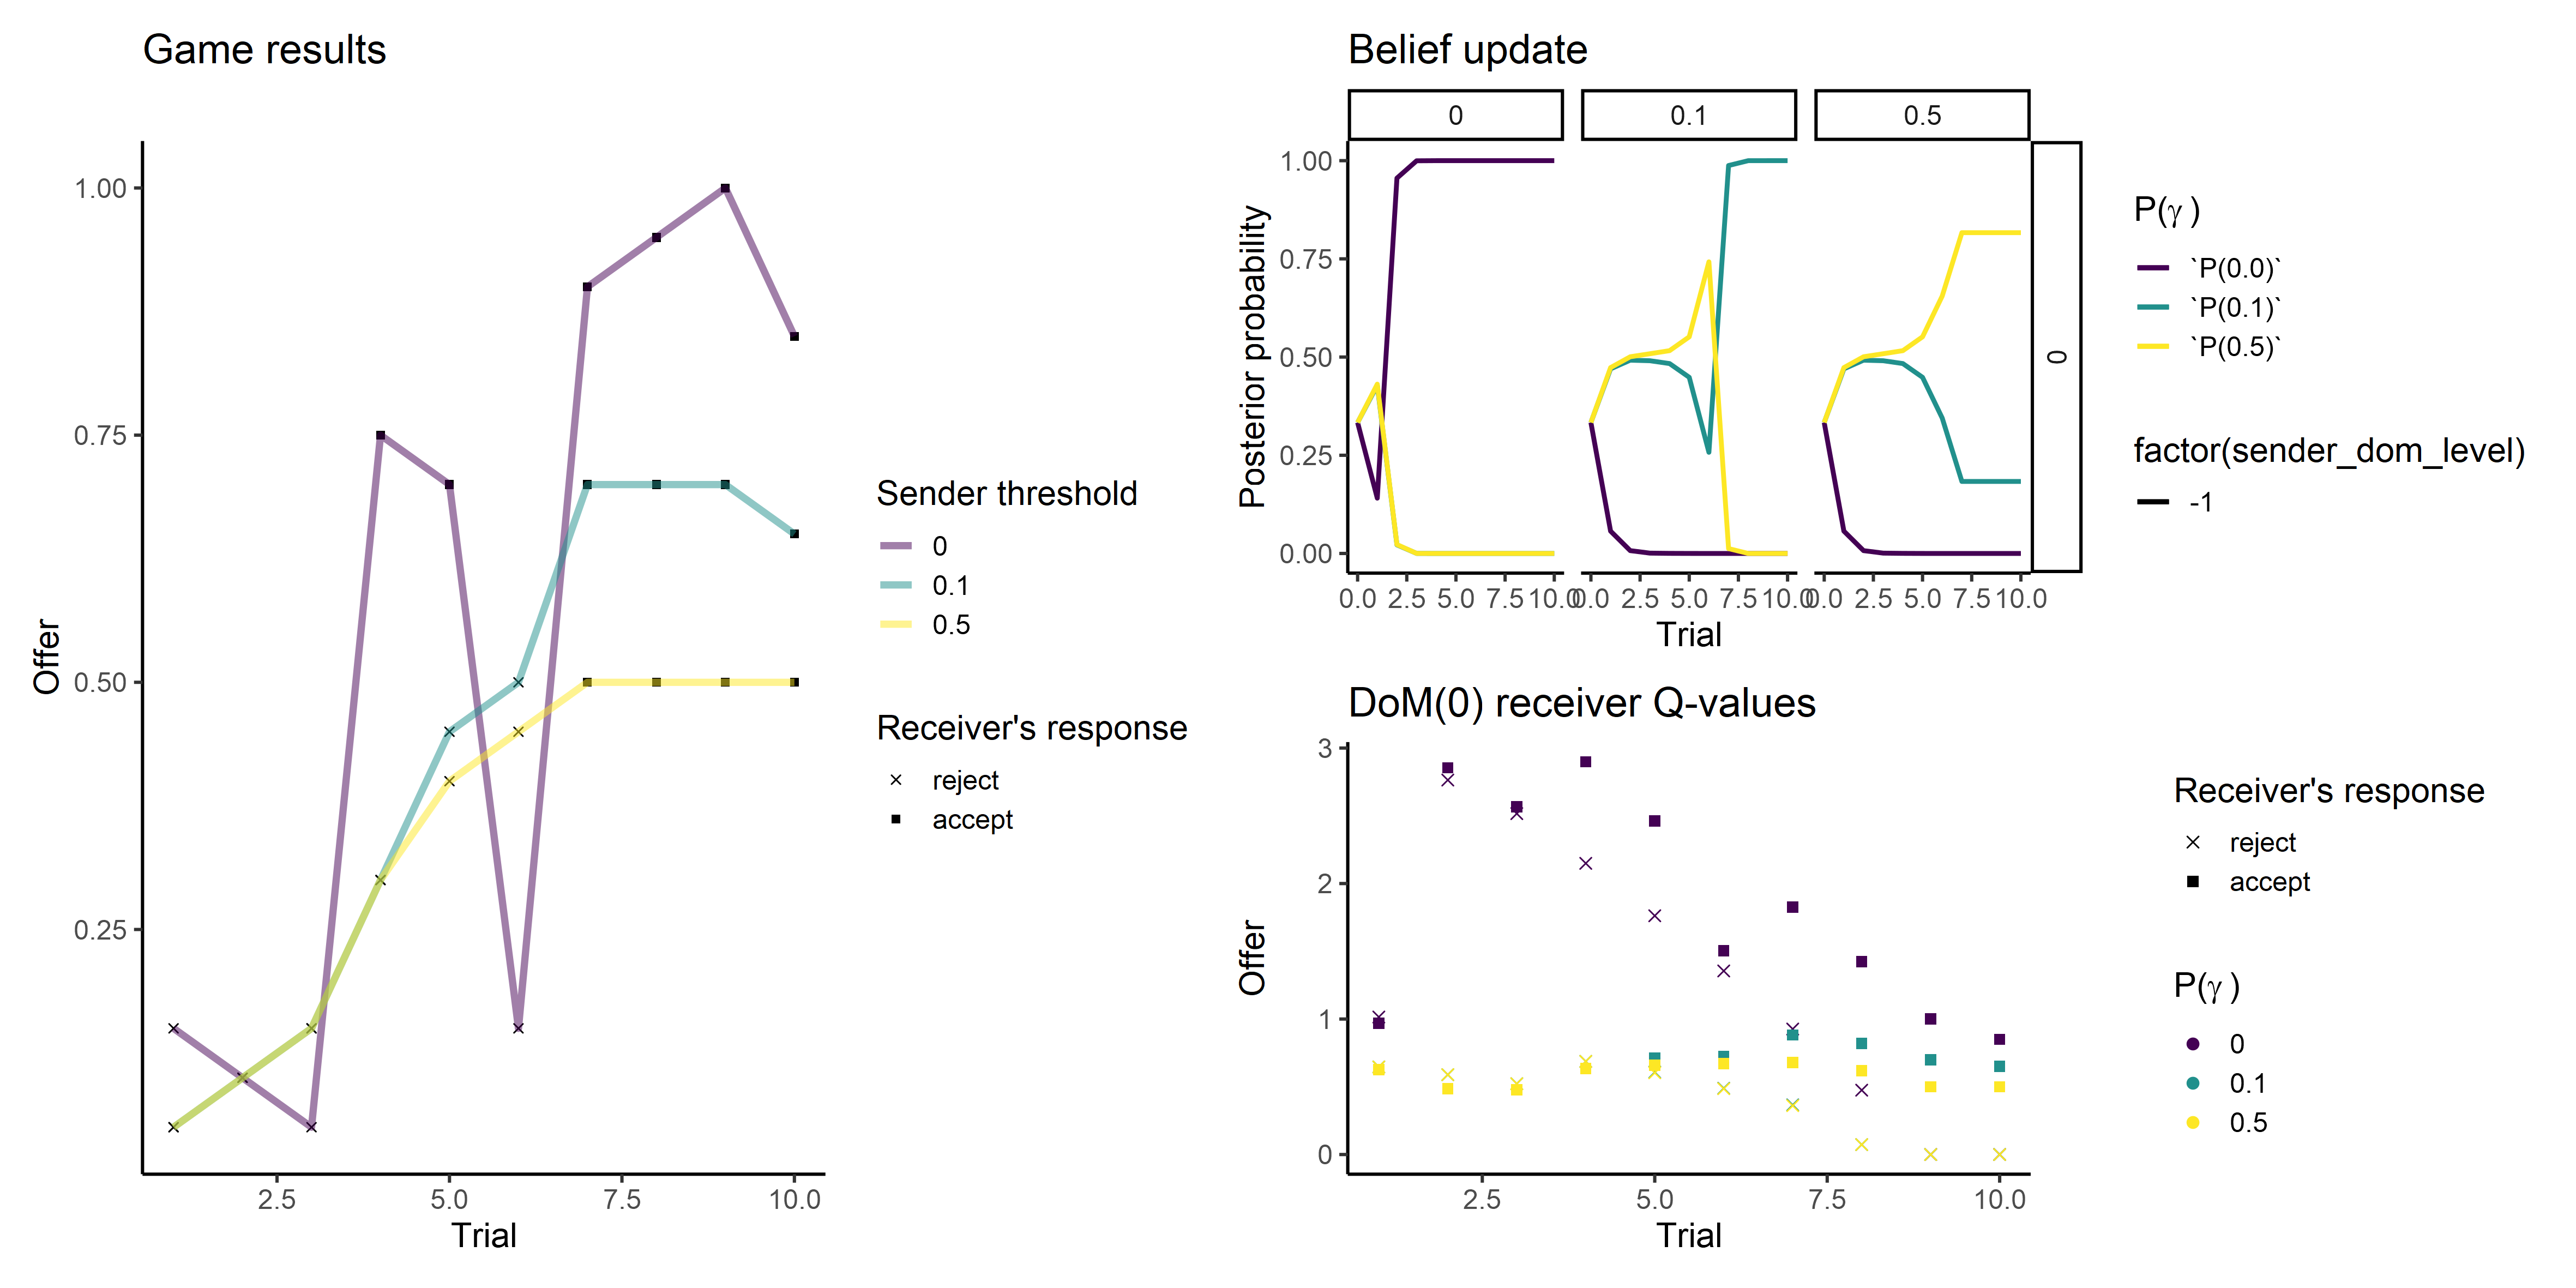 Game results
Offer
1.00
0.75
0.50
0.25
2.5 5.0 7.5 10.0
Trial
Sender threshold
0
0.1
0.5
Receiver's response
reject
accept
Belief update
0 0.1 0.5
0
Posterior probability
1.00
0.75
0.50
0.25
0.00
0.0 2.5 5.0 7.5 10.0 0.0 2.5 5.0 7.5 10.0 0.0 2.5 5.0 7.5 10.0
Trial
P(γ)
`P(0.0)`
`P(0.1)`
`P(0.5)`
factor(sender_dom_level)
-1
DoM(0) receiver Q-values
Offer
3
2
1
0
2.5 5.0 7.5 10.0
Trial
Receiver's response
reject
accept
P(γ)
0
0.1
0.5